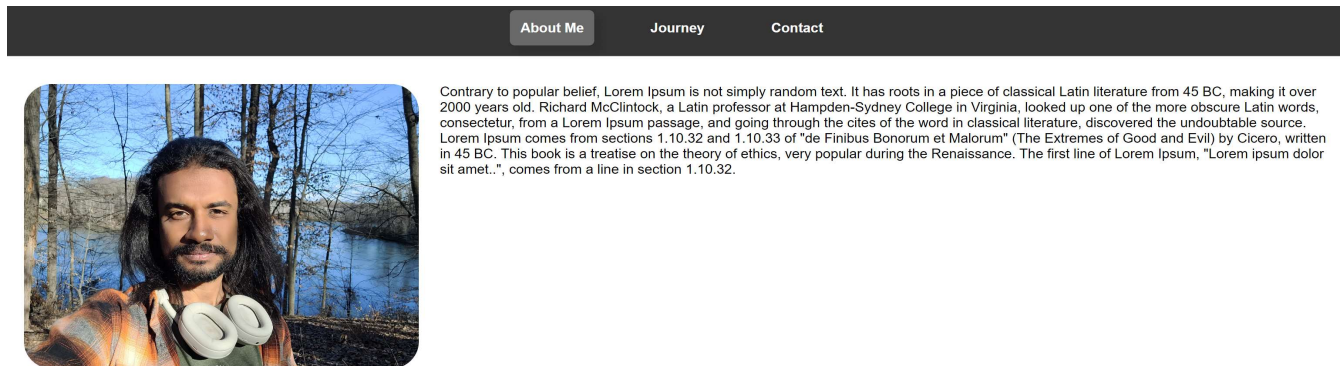 About Me Journey Contact
Contrary to popular belief, Lorem Ipsum is not simply random text. It has roots in a piece of classical Latin literature from 45 BC, making it over
2000 years old. Richard McClintock, a Latin professor at Hampden-Sydney College in Virginia, looked up one of the more obscure Latin words,
consectetur, from a Lorem Ipsum passage, and going through the cites of the word in classical literature, discovered the undoubtable source.
Lorem Ipsum comes from sections 1.10.32 and 1.10.33 of "de Finibus Bonorum et Malorum" (The Extremes of Good and Evil) by Cicero, written
in 45 BC. This book is a treatise on the theory of ethics, very popular during the Renaissance. The first line of Lorem Ipsum, "Lorem ipsum dolor
sit amet..", comes from a line in section 1.10.32.